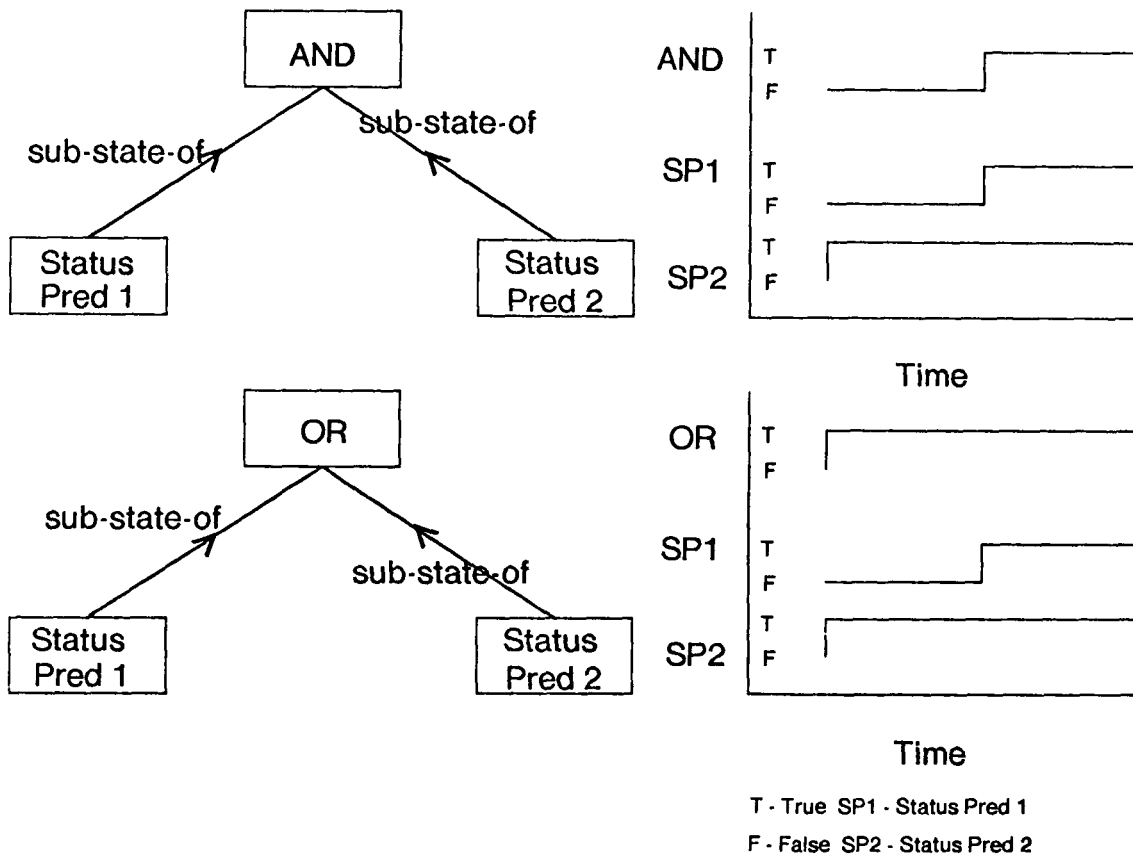 AND
sub-state-of
sub-state-of
Status
Pred 1
Status
Pred 2
AND
T
F
SP1
T
F
SP2
T
F
Time
OR
sub-state-of
sub-state-of
Status
Pred 1
Status
Pred 2
OR
T
F
SP1
T
F
SP2
T
F
Time
T - True SP1 - Status Pred 1
F - False SP2 - Status Pred 2